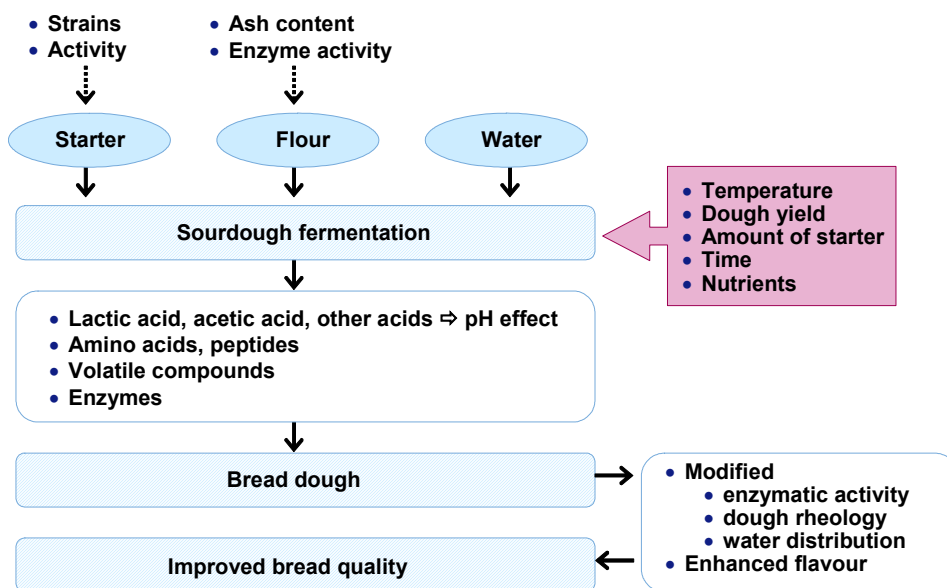 • Strains
• Activity
• Ash content
• Enzyme activity
Starter
Flour
Water
• Temperature
• Dough yield
• Amount of starter
• Time
• Nutrients
Sourdough fermentation
• Lactic acid, acetic acid, other acids ⇨ pH effect
• Amino acids, peptides
• Volatile compounds
• Enzymes
Bread dough
• Modified
• enzymatic activity
• dough rheology
• water distribution
• Enhanced flavour
Improved bread quality